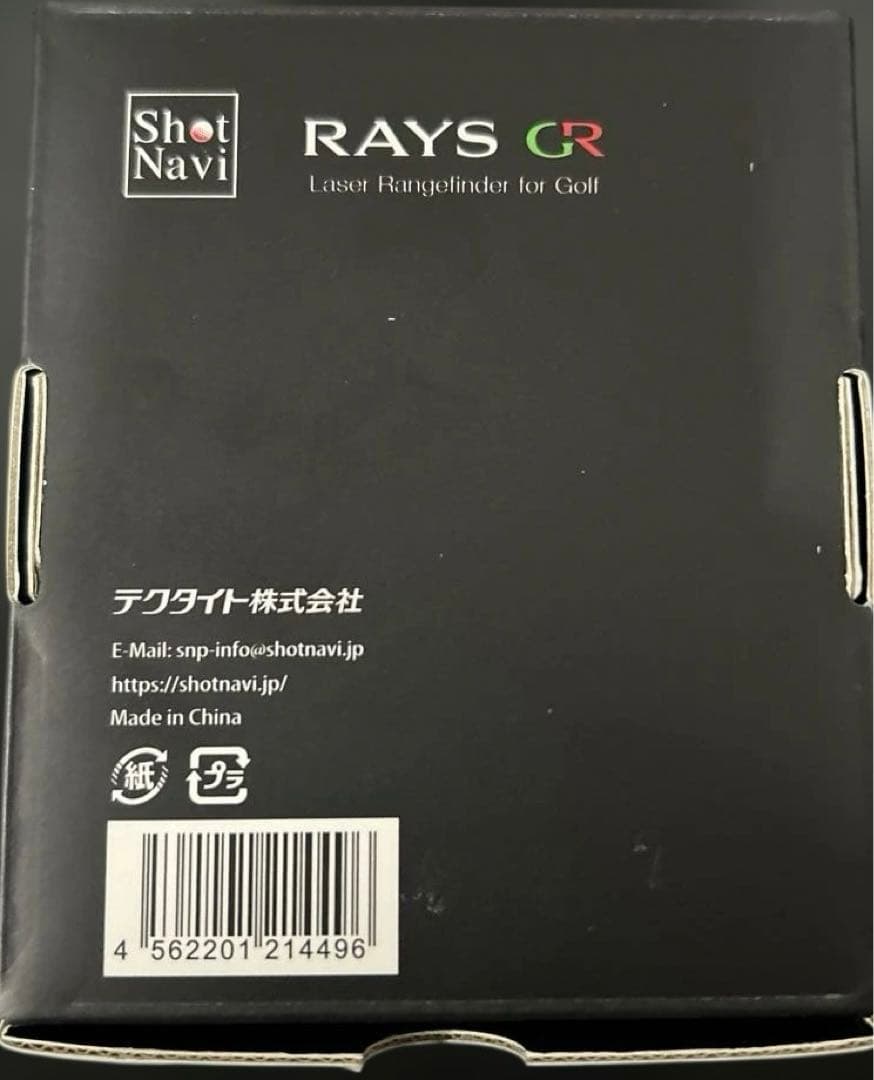 Shot
Navi
RAYS GR
Laser Rangefinder for Golf
テクタイト株式会社
E-Mail: snp-info@shotnavi.jp
https://shotnavi.jp/
Made in China
紙 プラ
4 562201 214496